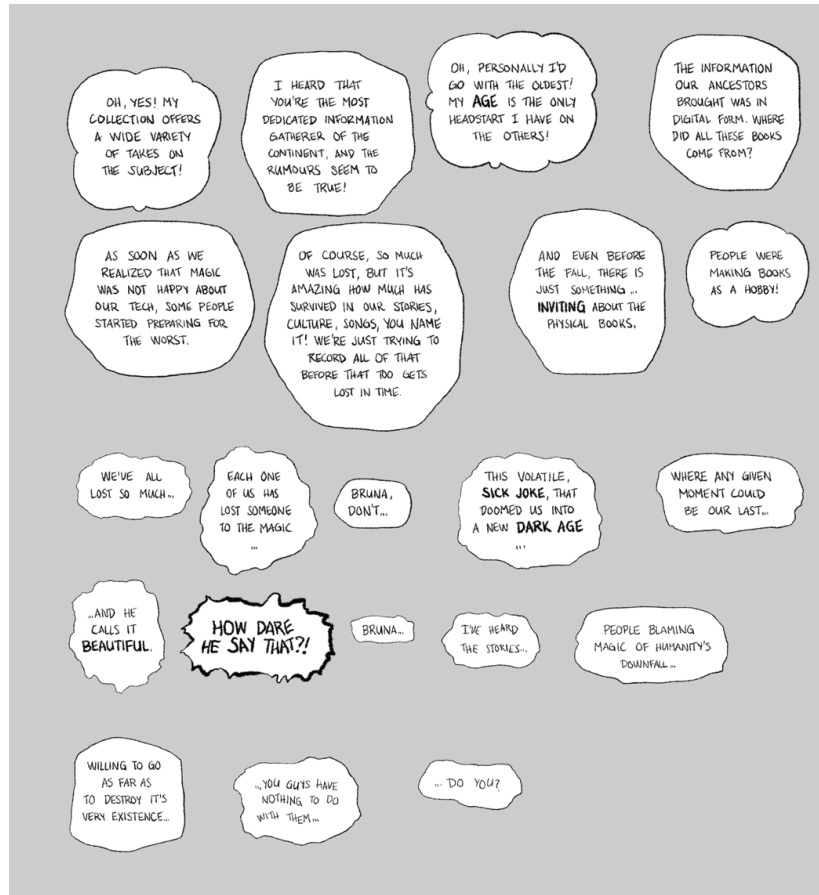 OH, YES! MY
COLLECTION OFFERS
A WIDE VARIETY
OF TAKES ON
THE SUBJECT!
I HEARD THAT
YOU'RE THE MOST
DEDICATED INFORMATION
GATHERER OF THE
CONTINENT, AND THE
RUMOURS SEEM TO
BE TRUE!
OH, PERSONALLY I'D
GO WITH THE OLDEST!
MY AGE IS THE ONLY
HEADSTART I HAVE ON
THE OTHERS!
THE INFORMATION
OUR ANCESTORS
BROUGHT WAS IN
DIGITAL FORM. WHERE
DID ALL THESE BOOKS
COME FROM?
AS SOON AS WE
REALIZED THAT MAGIC
WAS NOT HAPPY ABOUT
OUR TECH, SOME PEOPLE
STARTED PREPARING FOR
THE WORST.
OF COURSE, SO MUCH
WAS LOST, BUT IT'S
AMAZING HOW MUCH HAS
SURVIVED IN OUR STORIES,
CULTURE, SONGS, YOU NAME
IT! WE'RE JUST TRYING TO
RECORD ALL OF THAT
BEFORE THAT TOO GETS
LOST IN TIME.
AND EVEN BEFORE
THE FALL, THERE IS
JUST SOMETHING ...
INVITING ABOUT THE
PHYSICAL BOOKS.
PEOPLE WERE
MAKING BOOKS
AS A HOBBY!
WE'VE ALL
LOST SO MUCH...
EACH ONE
OF US HAS
LOST SOMEONE
TO THE MAGIC
...
BRUNA,
DON'T...
THIS VOLATILE,
SICK JOKE, THAT
DOOMED US INTO
A NEW DARK AGE
...
WHERE ANY GIVEN
MOMENT COULD
BE OUR LAST...
...AND HE
CALLS IT
BEAUTIFUL.
HOW DARE
HE SAY THAT?!
BRUNA...
I'VE HEARD
THE STORIES...
PEOPLE BLAMING
MAGIC OF HUMANITY'S
DOWNFALL...
WILLING TO GO
AS FAR AS
TO DESTROY IT'S
VERY EXISTENCE...
...YOU GUYS HAVE
NOTHING TO DO
WITH THEM...
... DO YOU?